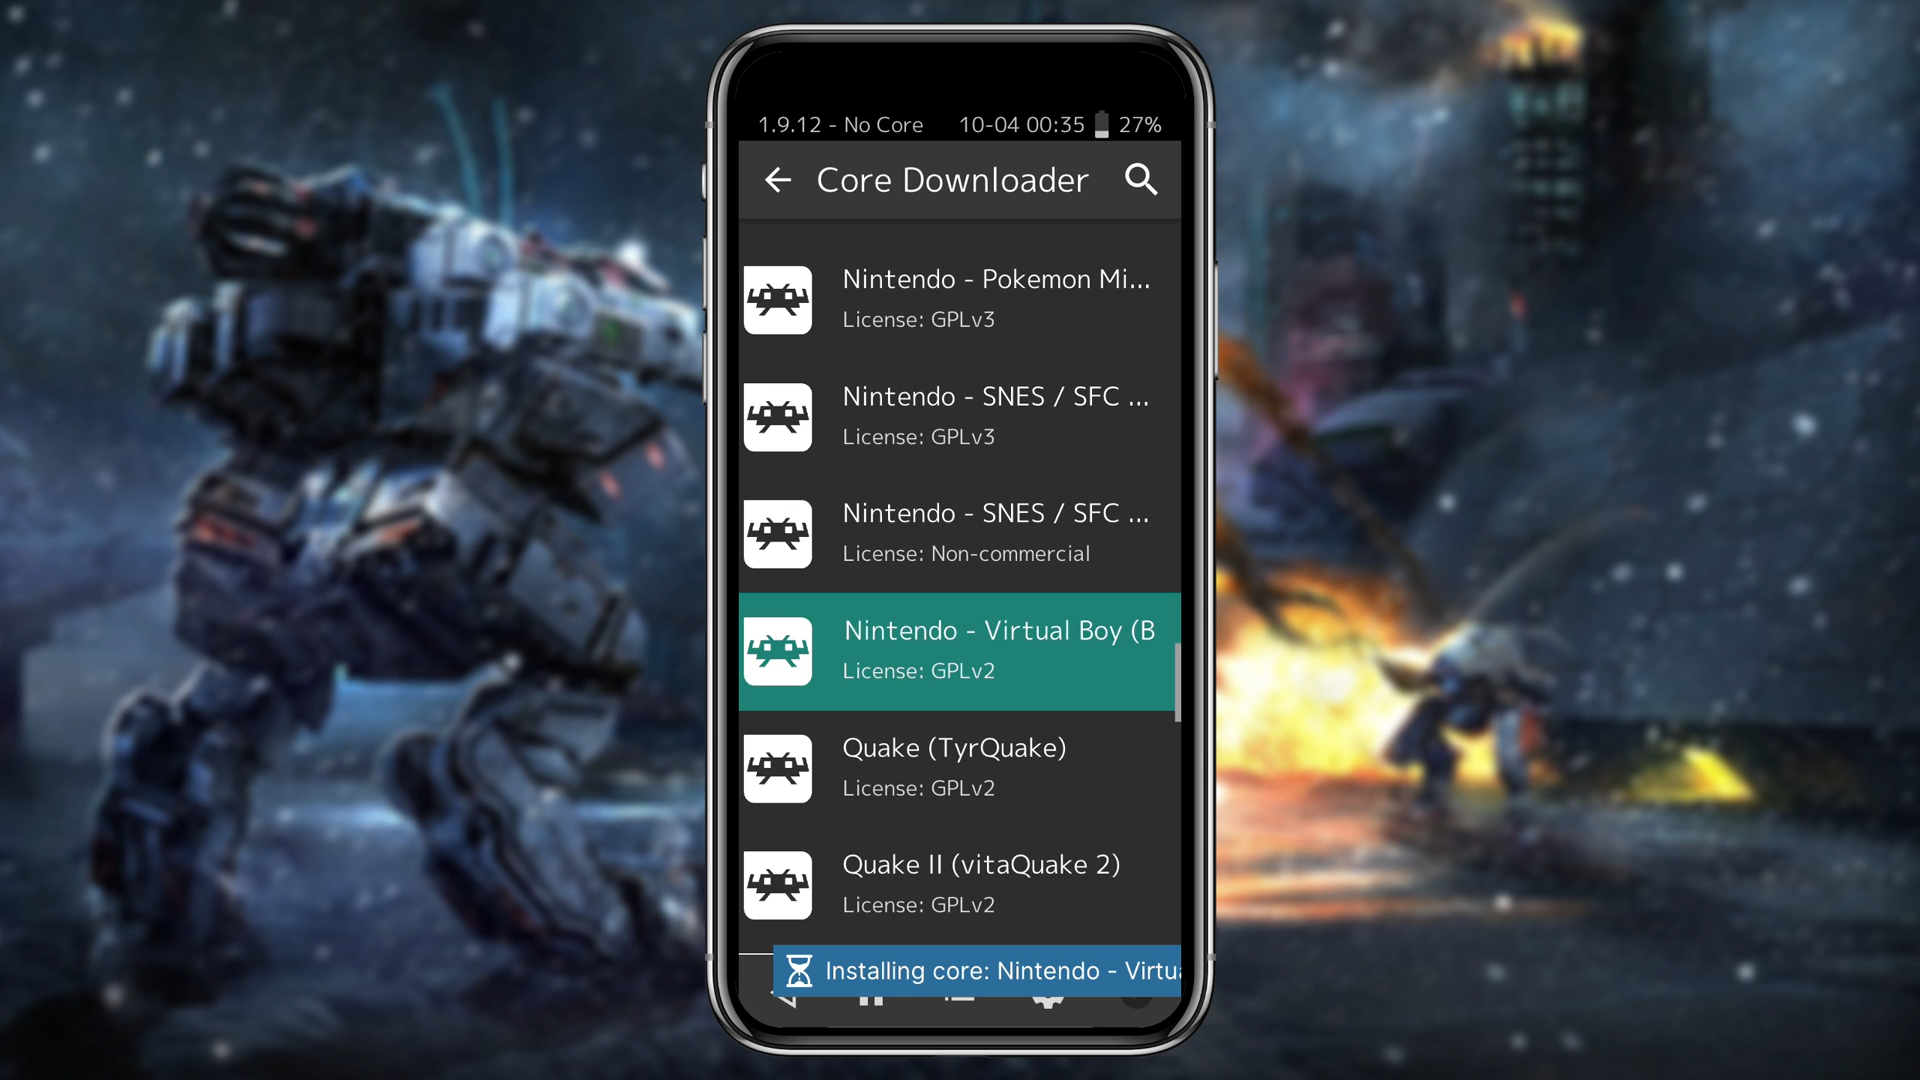 1.9.12 - No Core 10-04 00:35 27%
Core Downloader
Nintendo - Pokemon Mi...
License: GPLv3
Nintendo - SNES / SFC ...
License: GPLv3
Nintendo - SNES / SFC ...
License: Non-commercial
Nintendo - Virtual Boy (B
License: GPLv2
Quake (TyrQuake)
License: GPLv2
Quake II (vitaQuake 2)
License: GPLv2
Installing core: Nintendo - Virtu